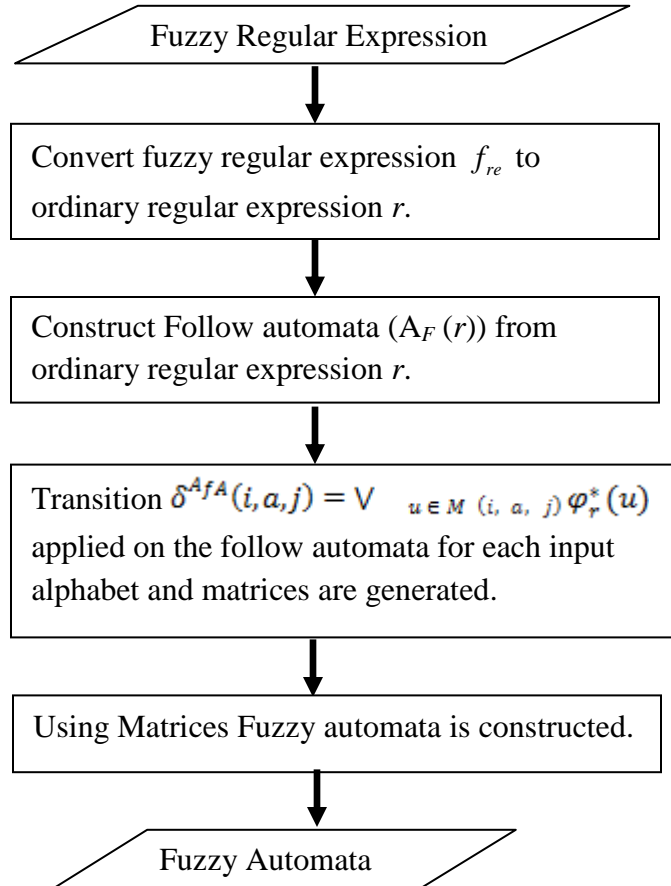 Fuzzy Regular Expression
Convert fuzzy regular expression f_re to
ordinary regular expression r.
Construct Follow automata (A_F (r)) from
ordinary regular expression r.
Transition δ^AfA(i,a,j) = V u ∈ M (i, a, j) φ_r^*(u)
applied on the follow automata for each input
alphabet and matrices are generated.
Using Matrices Fuzzy automata is constructed.
Fuzzy Automata